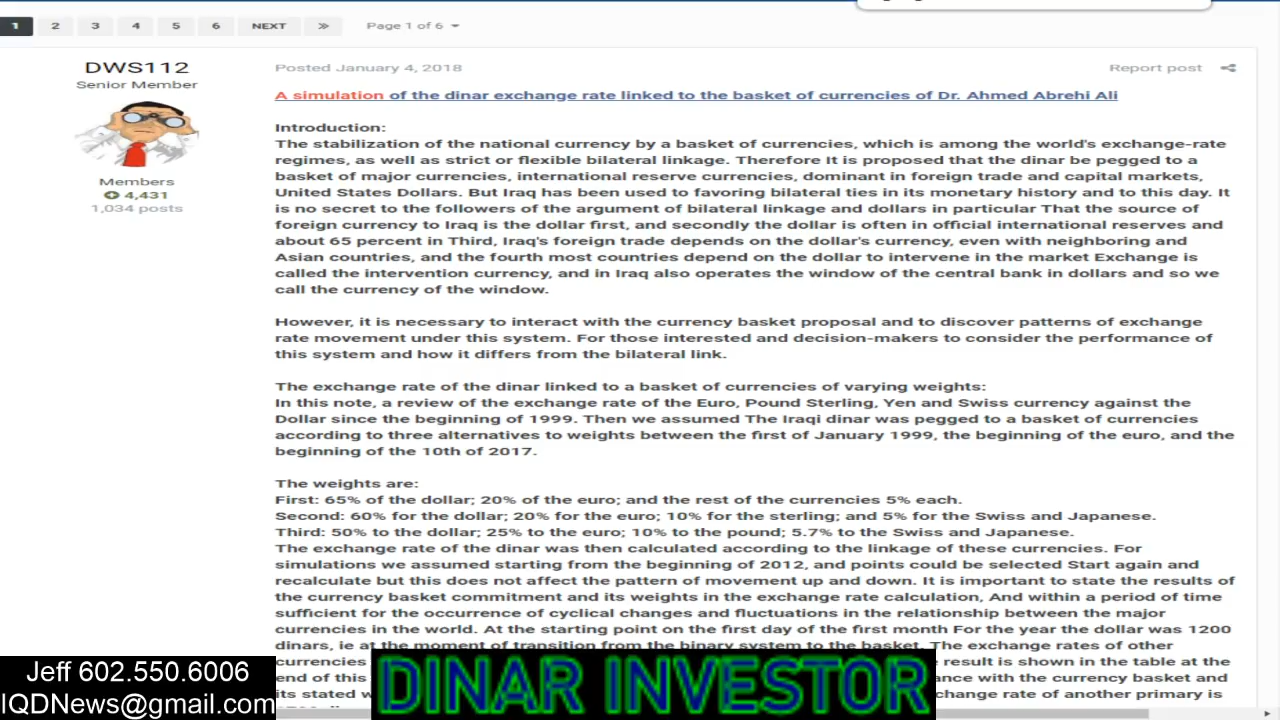 1 2 3 4 5 6 NEXT » Page 1 of 6
DWS112
Senior Member
Members
4,431
1,034 posts
Posted January 4, 2018 Report post
A simulation of the dinar exchange rate linked to the basket of currencies of Dr. Ahmed Abrehi Ali
Introduction:
The stabilization of the national currency by a basket of currencies, which is among the world's exchange-rate
regimes, as well as strict or flexible bilateral linkage. Therefore It is proposed that the dinar be pegged to a
basket of major currencies, international reserve currencies, dominant in foreign trade and capital markets,
United States Dollars. But Iraq has been used to favoring bilateral ties in its monetary history and to this day. It
is no secret to the followers of the argument of bilateral linkage and dollars in particular That the source of
foreign currency to Iraq is the dollar first, and secondly the dollar is often in official international reserves and
about 65 percent in Third, Iraq's foreign trade depends on the dollar's currency, even with neighboring and
Asian countries, and the fourth most countries depend on the dollar to intervene in the market Exchange is
called the intervention currency, and in Iraq also operates the window of the central bank in dollars and so we
call the currency of the window.
However, it is necessary to interact with the currency basket proposal and to discover patterns of exchange
rate movement under this system. For those interested and decision-makers to consider the performance of
this system and how it differs from the bilateral link.
The exchange rate of the dinar linked to a basket of currencies of varying weights:
In this note, a review of the exchange rate of the Euro, Pound Sterling, Yen and Swiss currency against the
Dollar since the beginning of 1999. Then we assumed The Iraqi dinar was pegged to a basket of currencies
according to three alternatives to weights between the first of January 1999, the beginning of the euro, and the
beginning of the 10th of 2017.
The weights are:
First: 65% of the dollar; 20% of the euro; and the rest of the currencies 5% each.
Second: 60% for the dollar; 20% for the euro; 10% for the sterling; and 5% for the Swiss and Japanese.
Third: 50% to the dollar; 25% to the euro; 10% to the pound; 5.7% to the Swiss and Japanese.
The exchange rate of the dinar was then calculated according to the linkage of these currencies. For
simulations we assumed starting from the beginning of 2012, and points could be selected Start again and
recalculate but this does not affect the pattern of movement up and down. It is important to state the results of
the currency basket commitment and its weights in the exchange rate calculation, And within a period of time
sufficient for the occurrence of cyclical changes and fluctuations in the relationship between the major
currencies in the world. At the starting point on the first day of the first month For the year the dollar was 1200
dinars, ie at the moment of transition from the binary system to the basket. The exchange rates of other
currencies result is shown in the table at the
end of this ance with the currency basket and
its stated w change rate of another primary is
Jeff 602.550.6006
IQDNews@gmail.com
DINAR INVESTOR